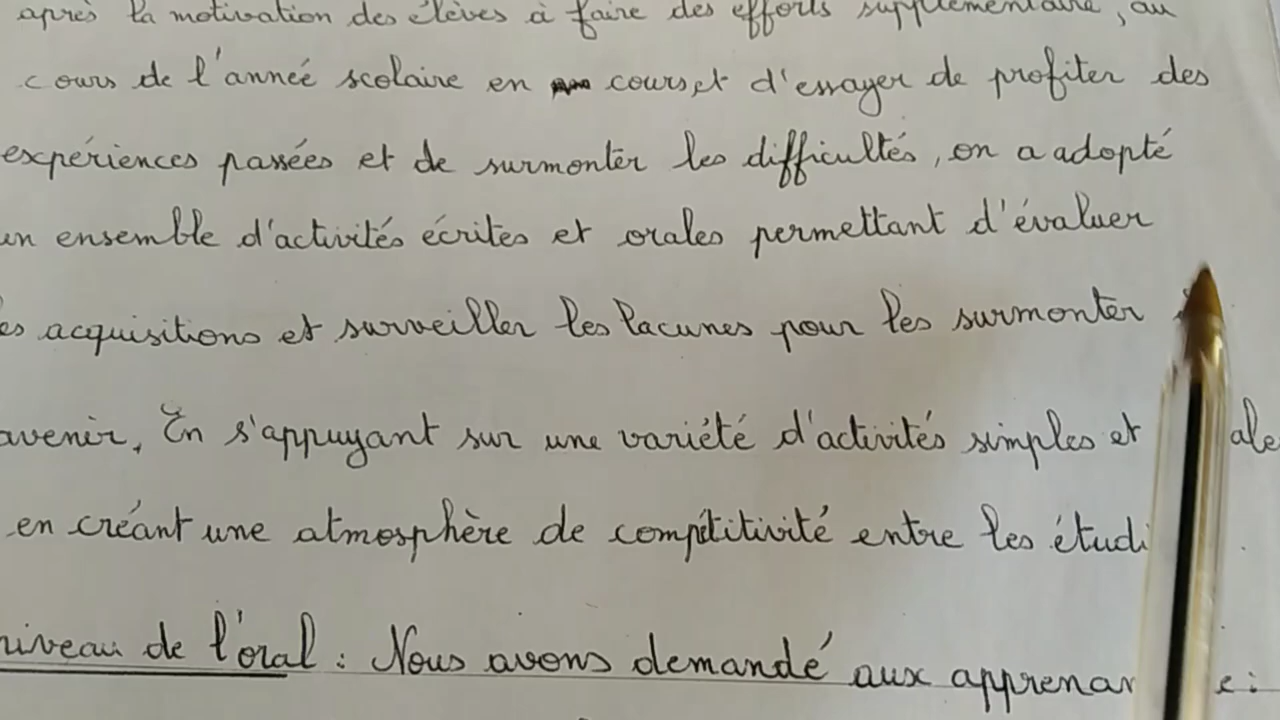 après la motivation des élèves à faire des efforts supplémentaire, au
cours de l'année scolaire en cours, et d'essayer de profiter des
expériences passées et de surmonter les difficultés, on a adopté
un ensemble d'activités écrites et orales permettant d'évaluer
acquisitions et surveiller les lacunes pour les surmonter
avenir, En s'appuyant sur une variété d'activités simples et
en créant une atmosphère de compétitivité entre les
niveau de l'oral : Nous avons demandé aux